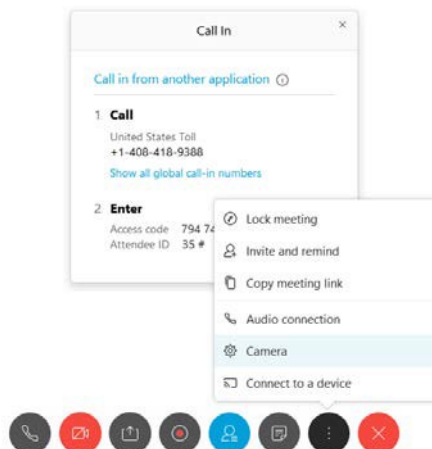 Call In
Call in from another application
1 Call
United States Toll
+1-408-418-9388
Show all global call-in numbers
2 Enter
Access code 794 74
Attendee ID 35 #
Lock meeting
Invite and remind
Copy meeting link
Audio connection
Camera
Connect to a device